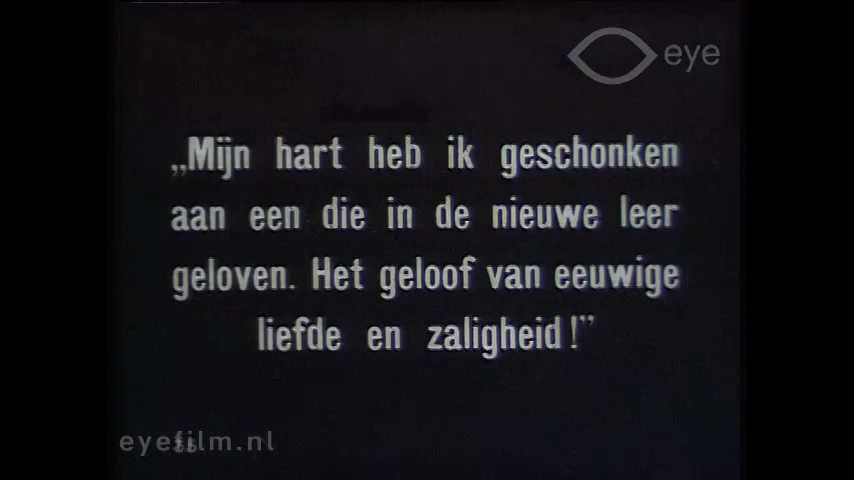 eye
„Mijn hart heb ik geschonken
aan een die in de nieuwe leer
geloven. Het geloof van eeuwige
liefde en zaligheid!”
eyefilm.nl